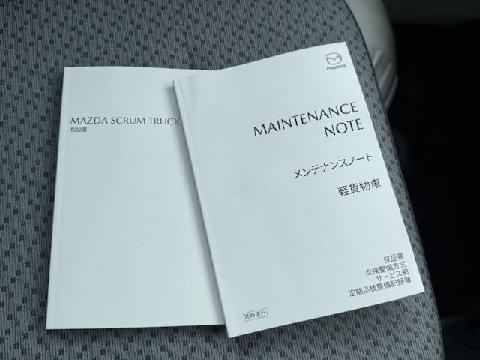 MAZDA SCRUM TRUCK
取扱書
mazda
MAINTENANCE
NOTE
メンテナンスノート
軽貨物車
保証書
点検整備方式
サービス網
定期点検整備記録簿